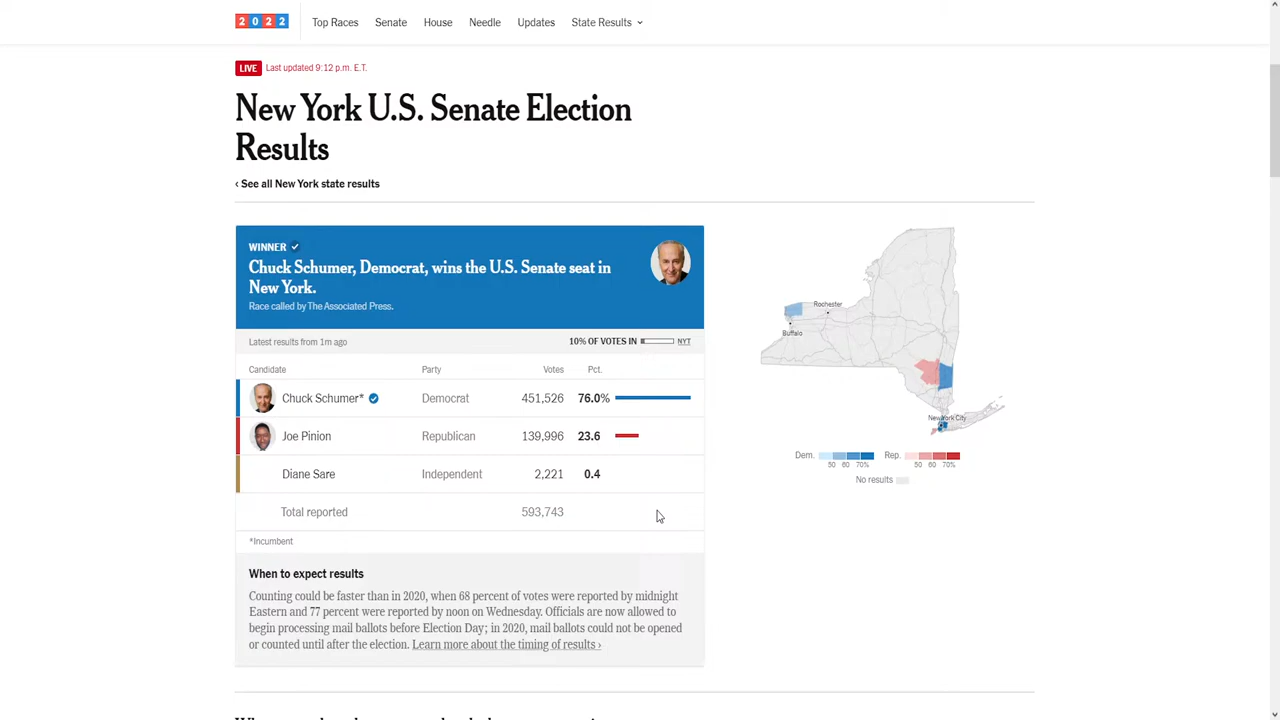 2022
Top Races Senate House Needle Updates State Results
LIVE Last updated 9:12 p.m. E.T.
New York U.S. Senate Election
Results
‹ See all New York state results
WINNER
Chuck Schumer, Democrat, wins the U.S. Senate seat in
New York.
Race called by The Associated Press.
Latest results from 1m ago 10% OF VOTES IN NYT
Candidate Party Votes Pct.
Chuck Schumer* Democrat 451,526 76.0%
Joe Pinion Republican 139,996 23.6
Diane Sare Independent 2,221 0.4
Total reported 593,743
*Incumbent
When to expect results
Counting could be faster than in 2020, when 68 percent of votes were reported by midnight
Eastern and 77 percent were reported by noon on Wednesday. Officials are now allowed to
begin processing mail ballots before Election Day; in 2020, mail ballots could not be opened
or counted until after the election. Learn more about the timing of results ›
Rochester
Buffalo
New York City
Dem. Rep.
50 60 70% 50 60 70%
No results